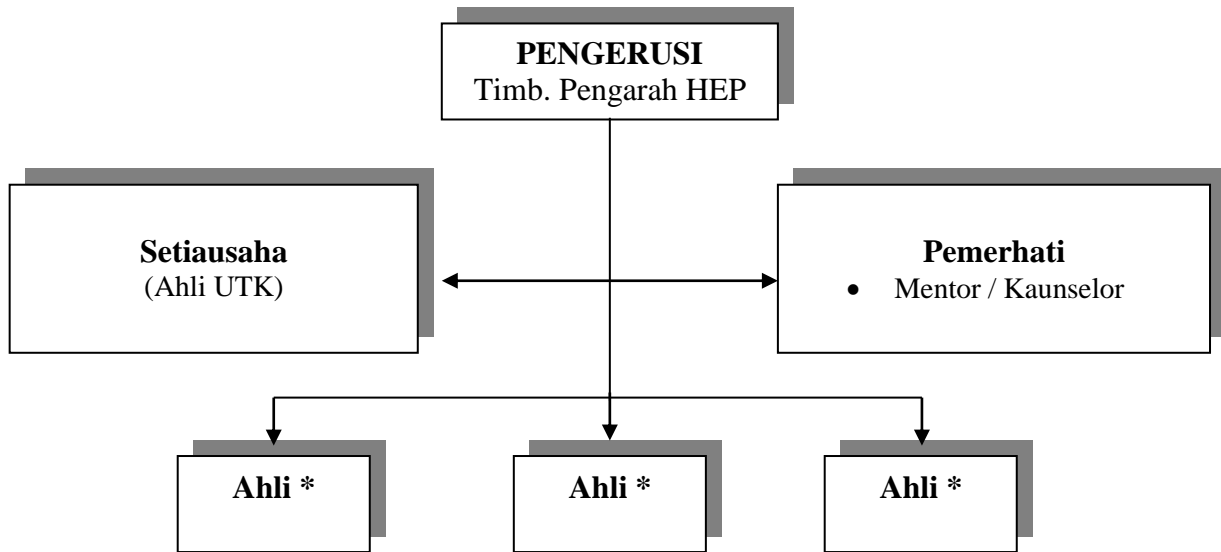 PENGERUSI
Timb. Pengarah HEP
Setiausaha
(Ahli UTK)
Pemerhati
• Mentor / Kaunselor
Ahli *
Ahli *
Ahli *